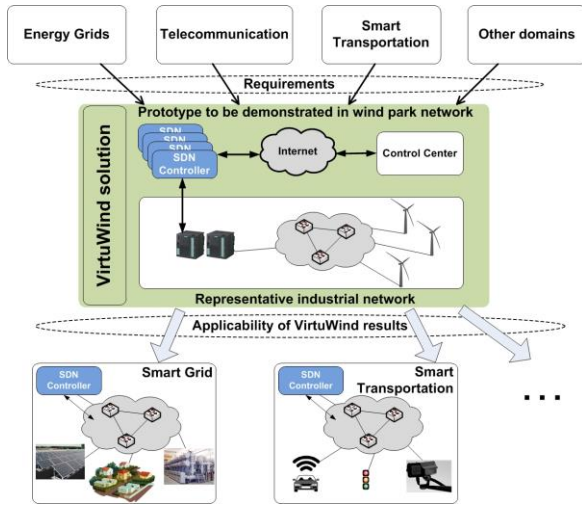 Energy Grids
Telecommunication
Smart
Transportation
Other domains
Requirements
Prototype to be demonstrated in wind park network
VirtuWind solution
SDN
SDN
SDN
SDN
Controller
Internet
Control Center
Representative industrial network
Applicability of VirtuWind results
SDN
Controller
Smart Grid
SDN
Controller
Smart
Transportation
...